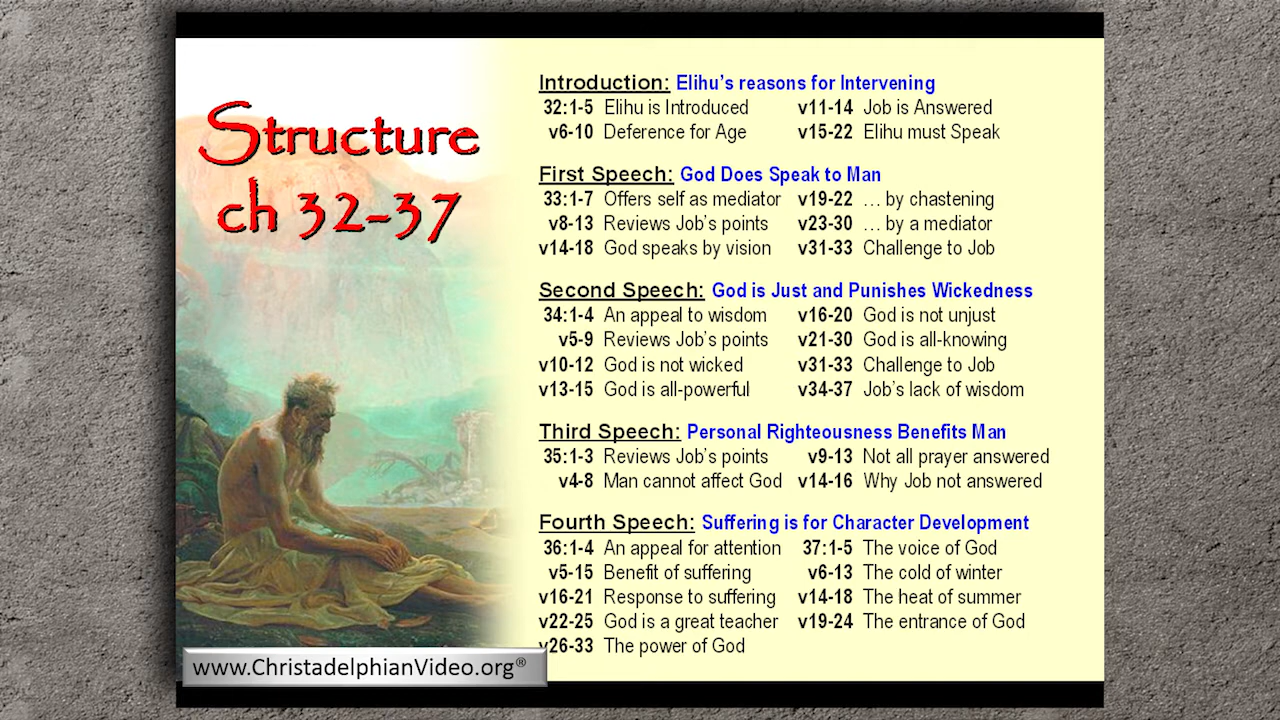 Structure
ch 32-37
Introduction: Elihu's reasons for Intervening
32:1-5 Elihu is Introduced v11-14 Job is Answered
v6-10 Deference for Age v15-22 Elihu must Speak
First Speech: God Does Speak to Man
33:1-7 Offers self as mediator v19-22 … by chastening
v8-13 Reviews Job's points v23-30 … by a mediator
v14-18 God speaks by vision v31-33 Challenge to Job
Second Speech: God is Just and Punishes Wickedness
34:1-4 An appeal to wisdom v16-20 God is not unjust
v5-9 Reviews Job's points v21-30 God is all-knowing
v10-12 God is not wicked v31-33 Challenge to Job
v13-15 God is all-powerful v34-37 Job's lack of wisdom
Third Speech: Personal Righteousness Benefits Man
35:1-3 Reviews Job's points v9-13 Not all prayer answered
v4-8 Man cannot affect God v14-16 Why Job not answered
Fourth Speech: Suffering is for Character Development
36:1-4 An appeal for attention 37:1-5 The voice of God
v5-15 Benefit of suffering v6-13 The cold of winter
v16-21 Response to suffering v14-18 The heat of summer
v22-25 God is a great teacher v19-24 The entrance of God
v26-33 The power of God
www.ChristadelphianVideo.org®